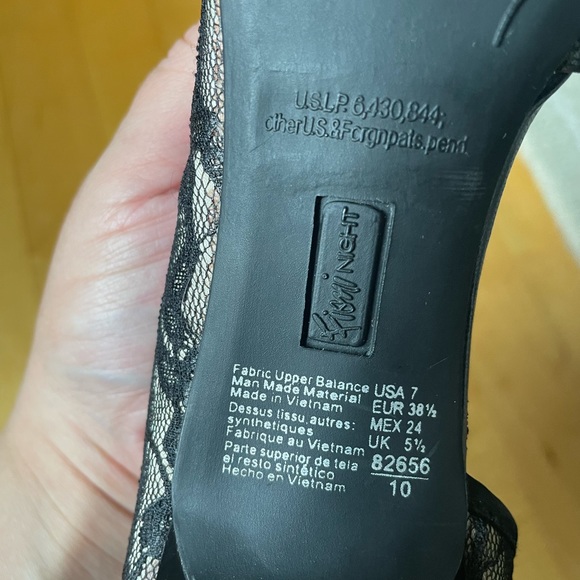 U.S.I.P. 6,430,844;
otherU.S.&Forgnpats,pend.
Fioni NIGHT
Fabric Upper Balance
Man Made Material
Made in Vietnam
Dessus tissu,autres:
synthetiques
Fabrique au Vietnam
Parte superior de tela
el resto sintético
Hecho en Vietnam
USA 7
EUR 38½
MEX 24
UK 5½
82656
10